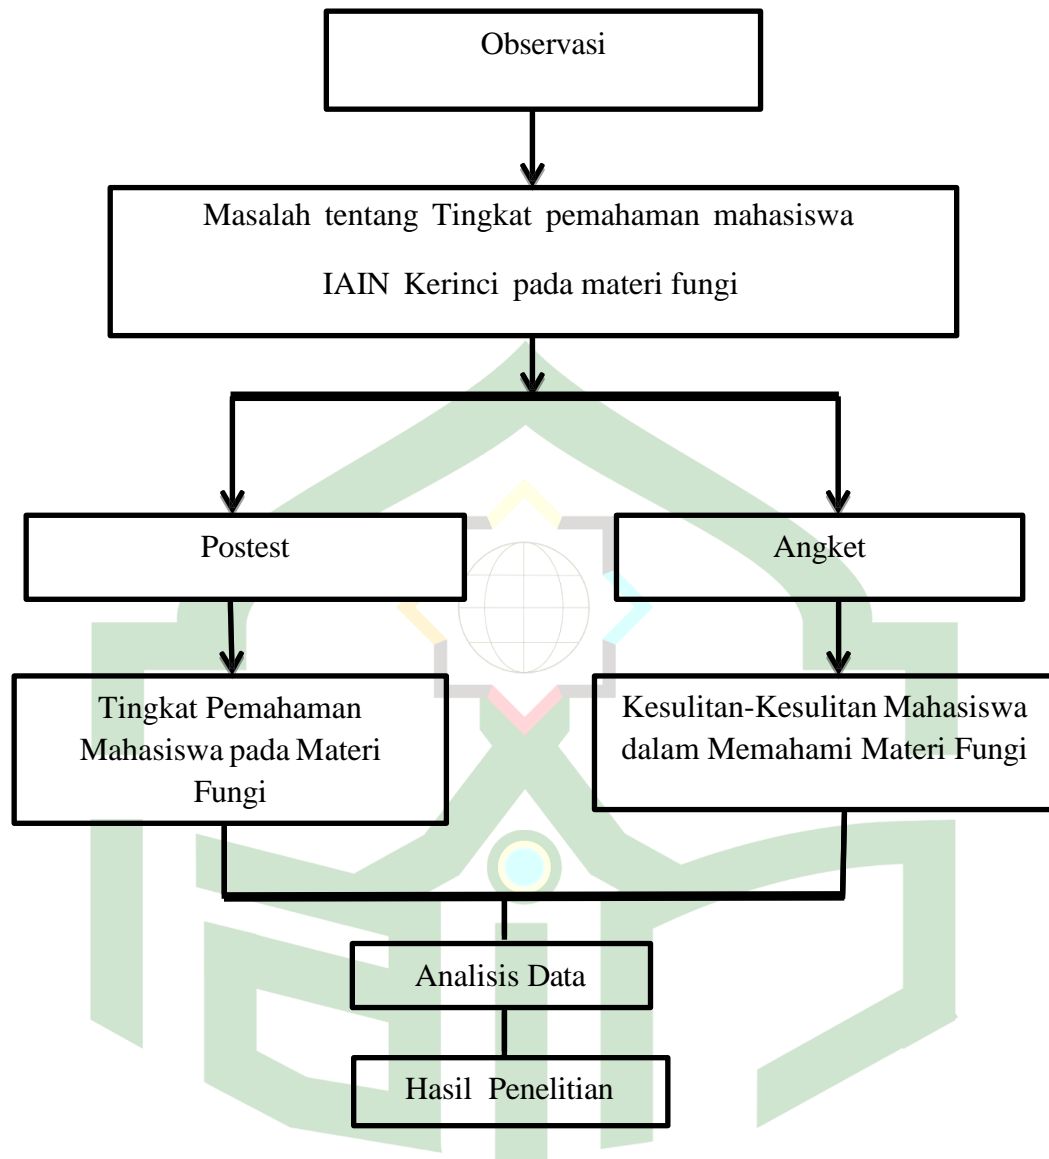 Observasi
Masalah tentang Tingkat pemahaman mahasiswa
IAIN Kerinci pada materi fungi
Postest
Angket
Tingkat Pemahaman
Mahasiswa pada Materi
Fungi
Kesulitan-Kesulitan Mahasiswa
dalam Memahami Materi Fungi
Analisis Data
Hasil Penelitian